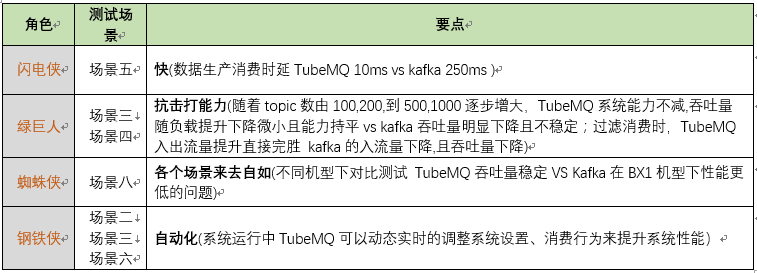 角色
测试场
景
要点
闪电侠
场景五
快(数据生产消费时延 TubeMQ 10ms vs kafka 250ms )
绿巨人
场景三↓
场景四
抗击打能力(随着 topic 数由 100,200,到 500,1000 逐步增大，TubeMQ 系统能力不减,吞吐量
随负载提升下降微小且能力持平 vs kafka 吞吐量明显下降且不稳定；过滤消费时，TubeMQ
入出流量提升直接完胜 kafka 的入流量下降,且吞吐量下降)
蜘蛛侠
场景八
各个场景来去自如(不同机型下对比测试 TubeMQ 吞吐量稳定 VS Kafka 在 BX1 机型下性能更
低的问题)
钢铁侠
场景二↓
场景三↓
场景六
自动化(系统运行中 TubeMQ 可以动态实时的调整系统设置、消费行为来提升系统性能）